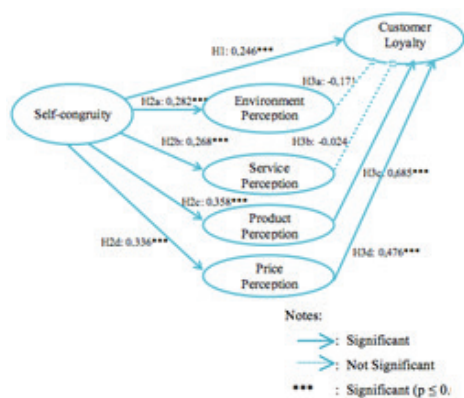 Customer
Loyalty
H1: 0,246***
H3a: -0,171
H2a: 0,282***
Environment
Perception
Self-congruity
H2b: 0,268***
H3b: -0.024
Service
Perception
H3c: 0,685***
H2c: 0,358***
Product
Perception
H2d: 0.336***
H3d: 0,476***
Price
Perception
Notes:
: Significant
: Not Significant
*** : Significant (p ≤ 0.